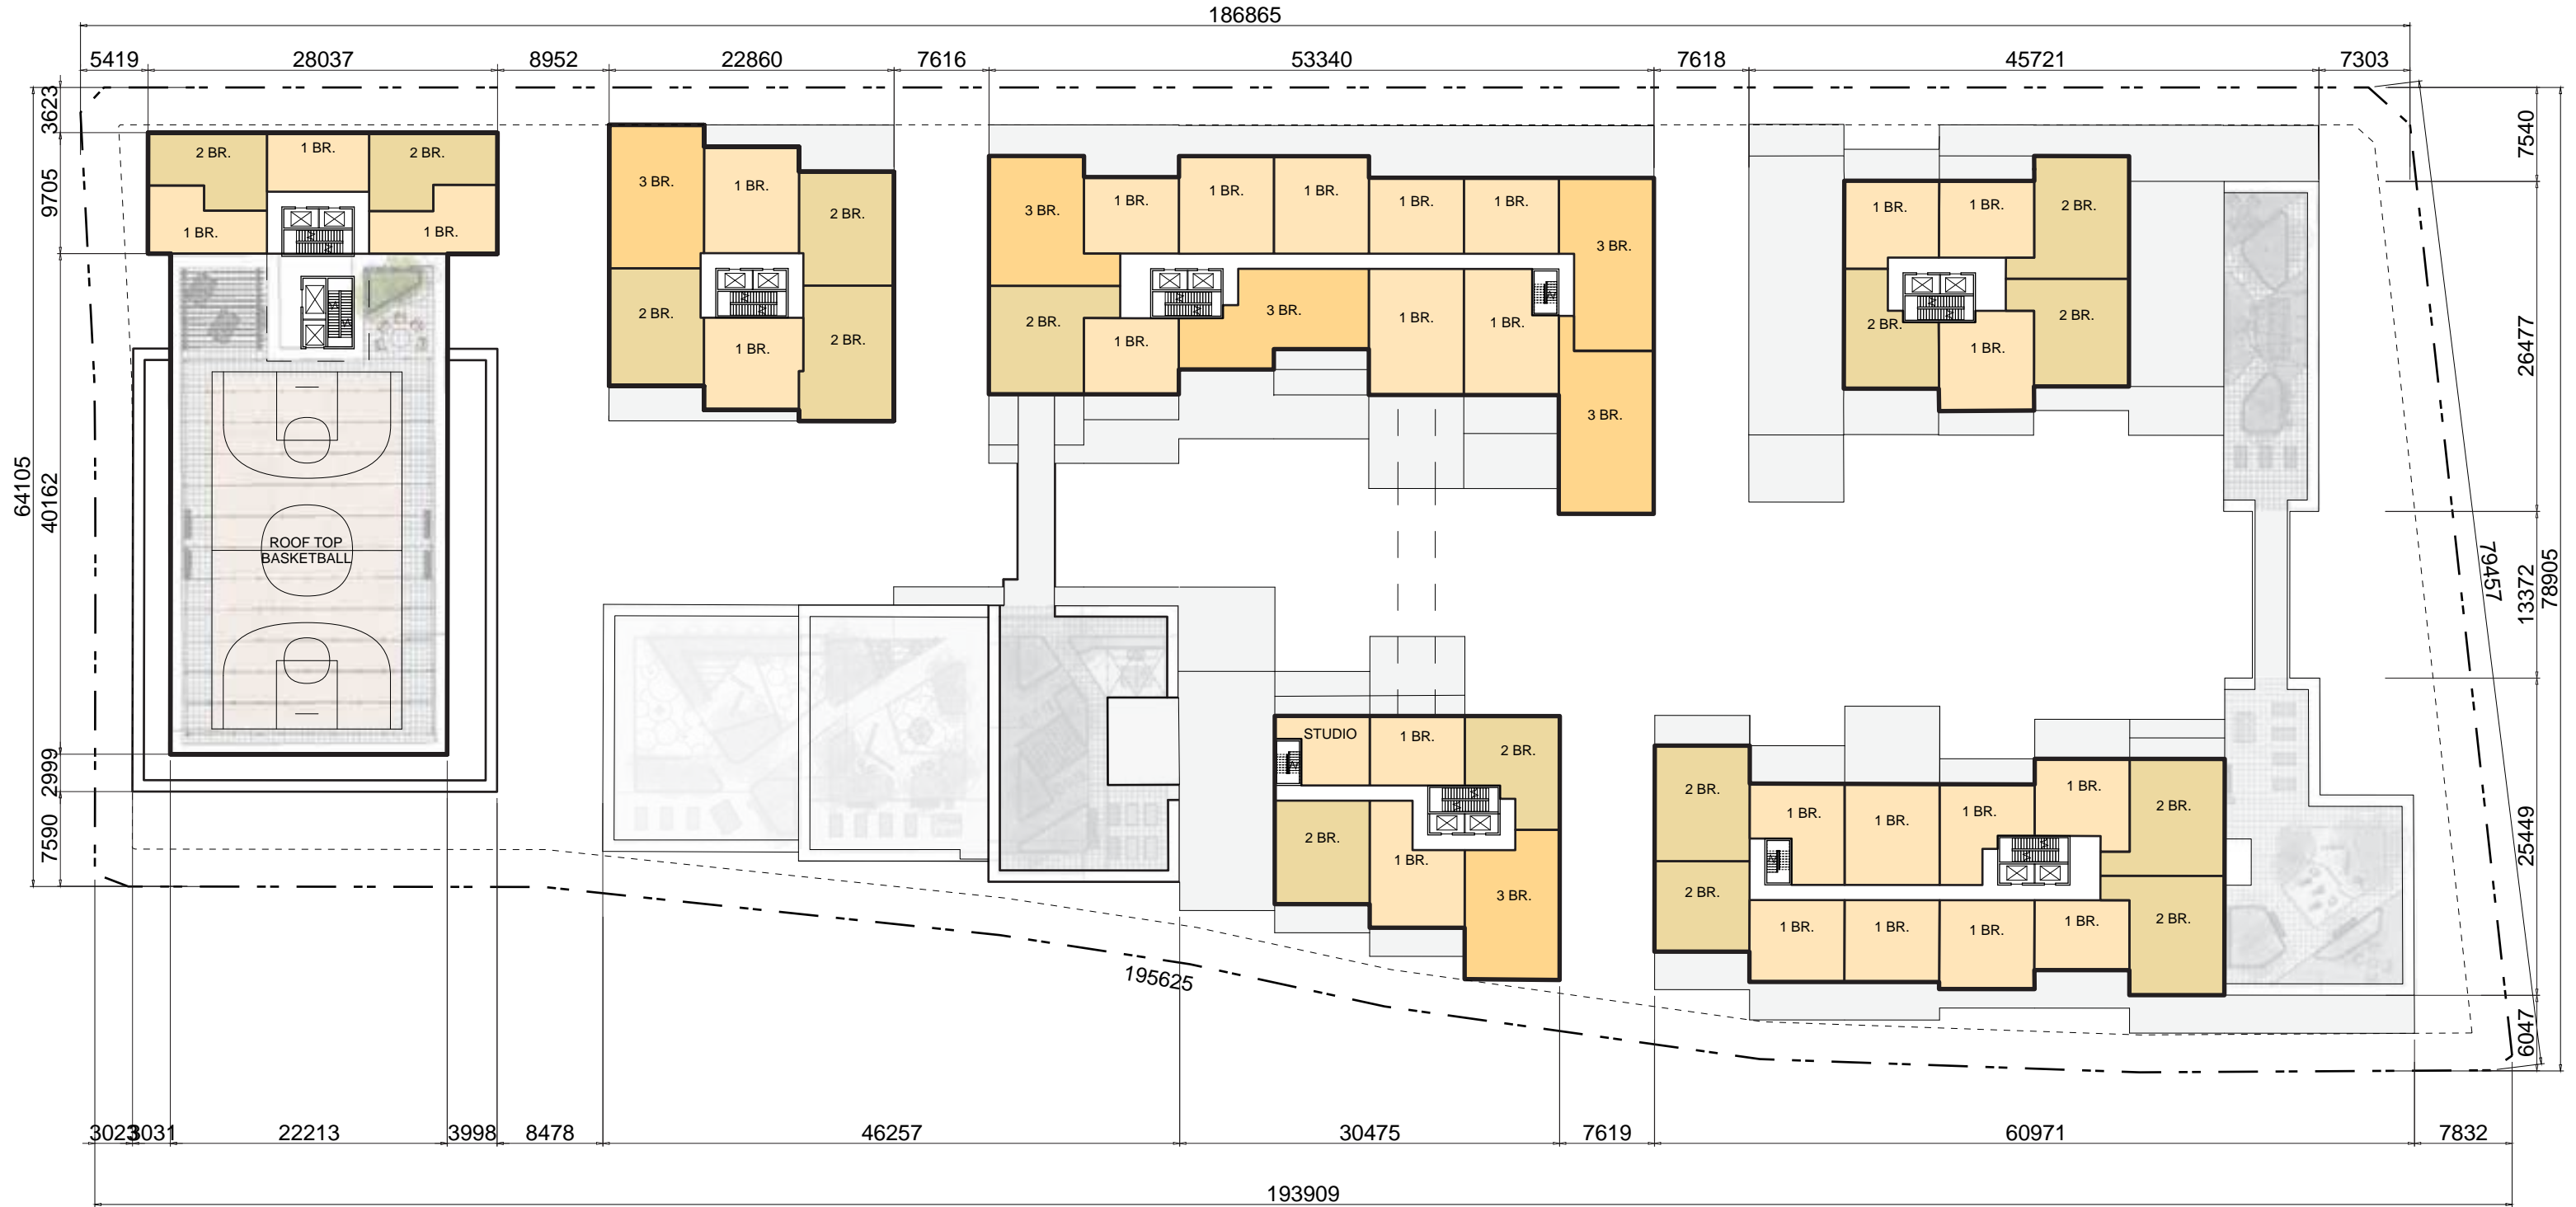 186865
5419 28037 8952 22860 7616 53340 7618 45721 7303
3623
9705
64105
40162
2999
7590
2 BR. 1 BR. 2 BR.
1 BR. 1 BR.
ROOF TOP
BASKETBALL
3 BR. 1 BR. 2 BR.
2 BR. 1 BR. 2 BR.
3 BR. 1 BR. 1 BR. 1 BR. 1 BR. 1 BR. 3 BR.
2 BR. 1 BR. 3 BR. 1 BR. 1 BR. 3 BR.
1 BR. 1 BR. 2 BR.
2 BR. 1 BR. 2 BR.
STUDIO 1 BR. 2 BR.
2 BR. 1 BR. 3 BR.
2 BR. 1 BR. 1 BR. 1 BR. 1 BR. 2 BR.
2 BR. 1 BR. 1 BR. 1 BR. 1 BR. 2 BR.
7540
26477
13372
25449
6047
78905
79457
195625
3023 3031 22213 3998 8478 46257 30475 7619 60971 7832
193909